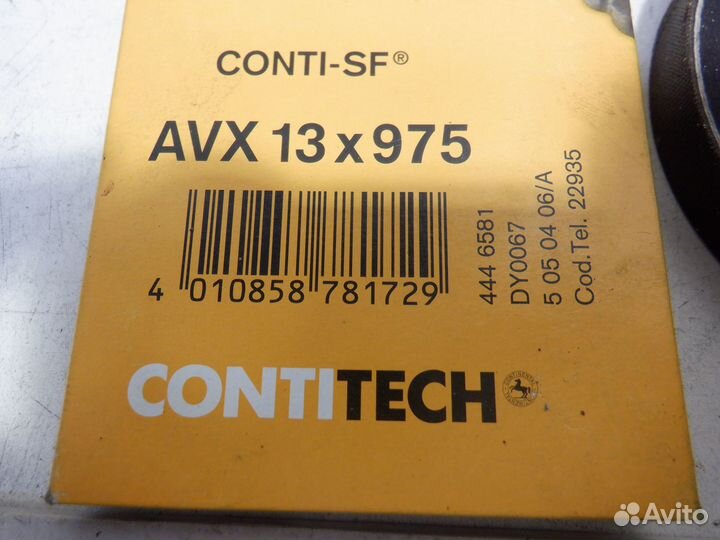 CONTI-SF®
AVX 13 x 975
4 010858 781729
444 6581
DY0067
5 05 04 06/A
Cod.Tel. 22935
CONTITECH
CONTINENTAL
Avito